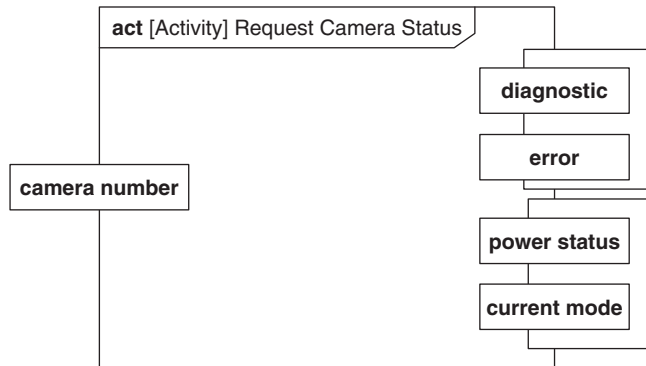 act [Activity] Request Camera Status
diagnostic
error
camera number
power status
current mode